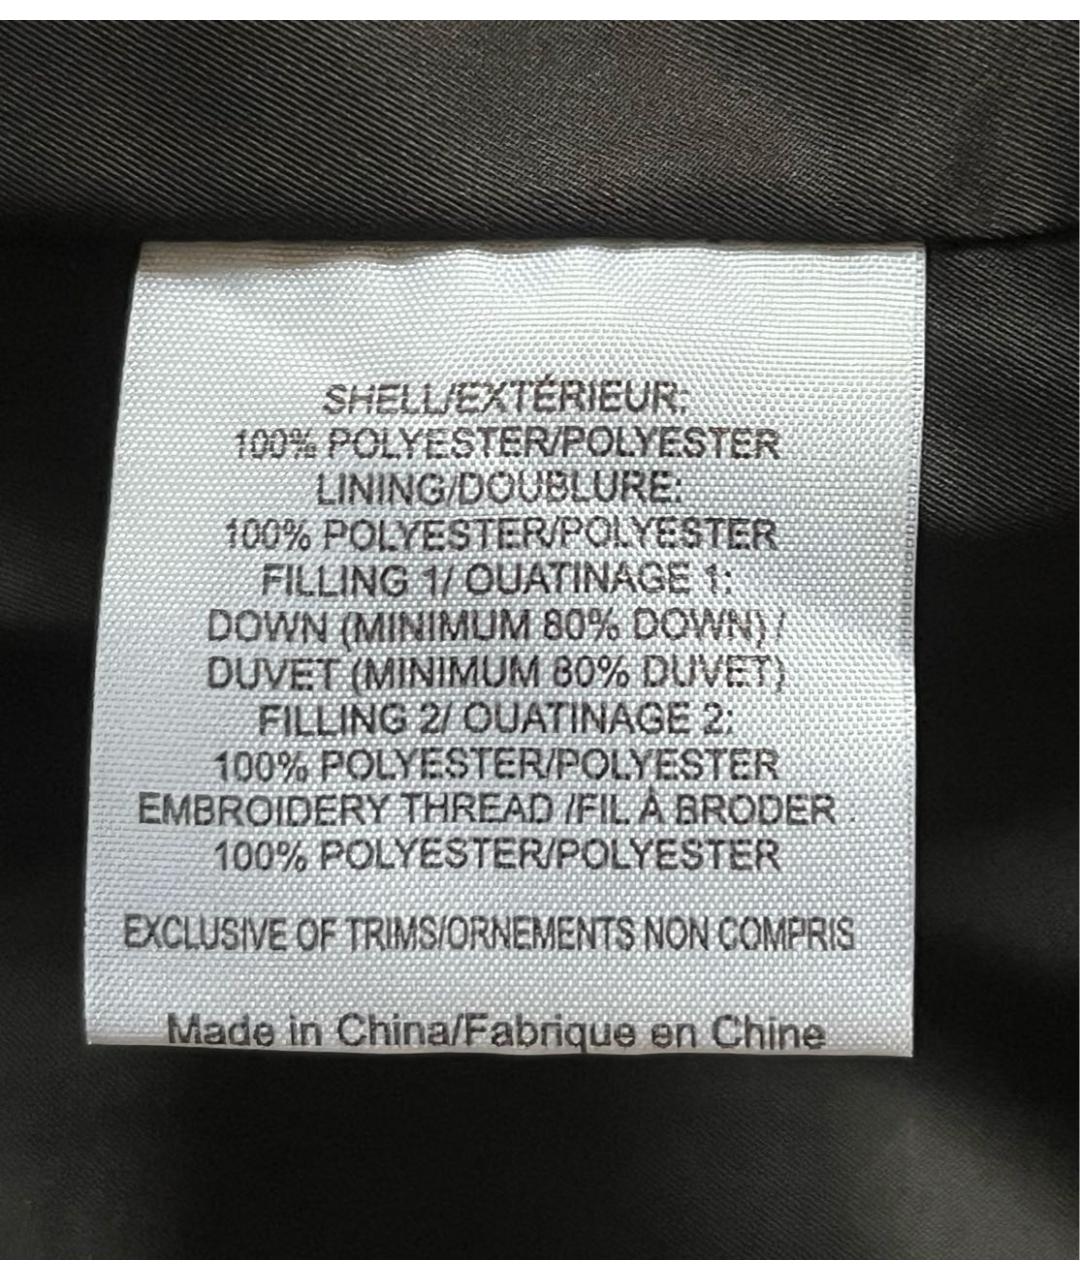 SHELL/EXTÉRIEUR:
100% POLYESTER/POLYESTER
LINING/DOUBLURE:
100% POLYESTER/POLYESTER
FILLING 1/ OUATINAGE 1:
DOWN (MINIMUM 80% DOWN) /
DUVET (MINIMUM 80% DUVET)
FILLING 2/ OUATINAGE 2:
100% POLYESTER/POLYESTER
EMBROIDERY THREAD /FIL À BRODER :
100% POLYESTER/POLYESTER
EXCLUSIVE OF TRIMS/ORNEMENTS NON COMPRIS
Made in China/Fabrique en Chine